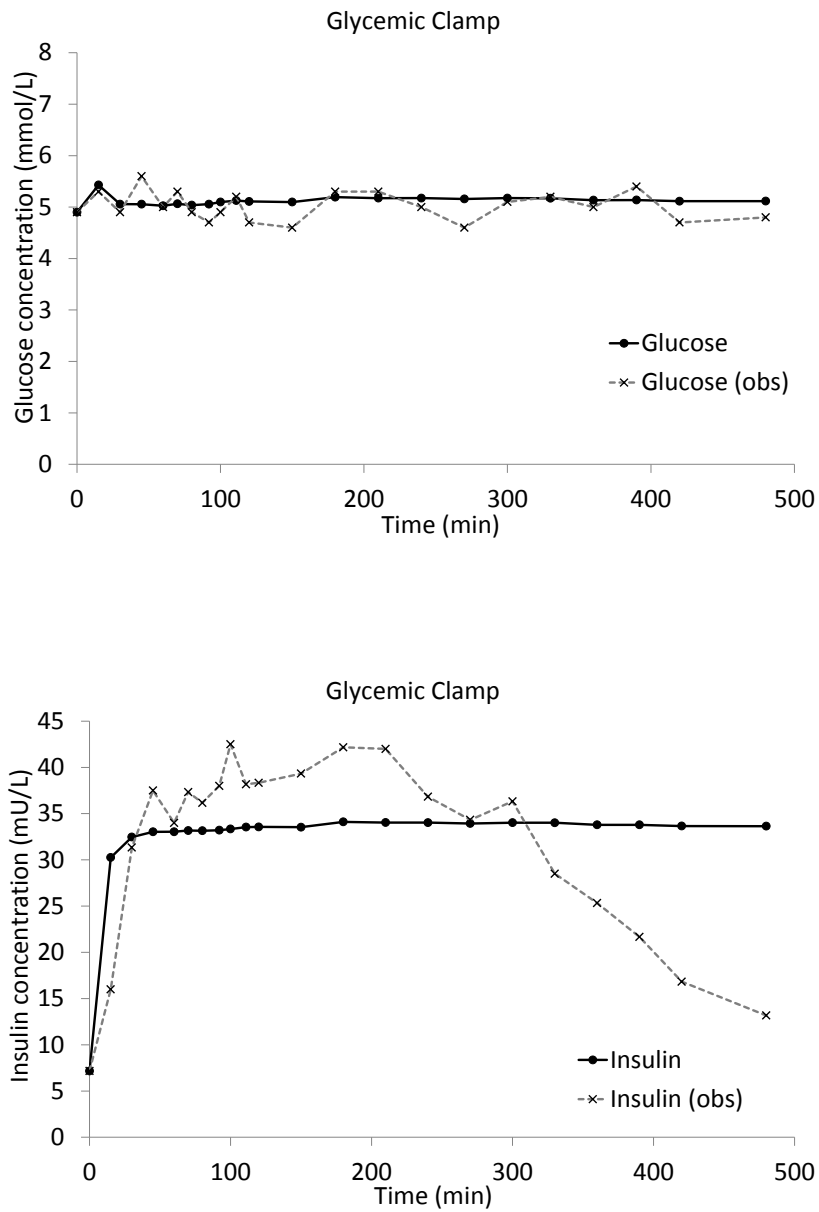 Glycemic Clamp
8
7
6
5
4
3
2
1
0
Glucose concentration (mmol/L)
Glucose
Glucose (obs)
0 100 200 300 400 500
Time (min)
Glycemic Clamp
45
40
35
30
25
20
15
10
5
0
Insulin concentration (mU/L)
Insulin
Insulin (obs)
0 100 200 300 400 500
Time (min)